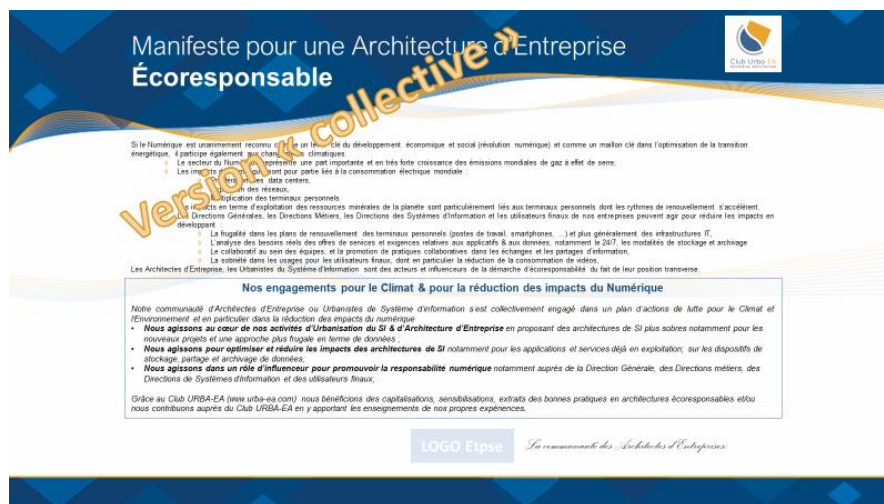 Manifeste pour une Architecture d'Entreprise
Écoresponsable
Club Urba-EA
Version « collective »
Si le Numérique est unanimement reconnu comme un levier clé du développement économique et social (révolution numérique) et comme un maillon clé dans l'optimisation de la transition
énergétique, il participe également aux changements climatiques.
Le secteur du Numérique représente une part importante et en très forte croissance des émissions mondiales de gaz à effet de serre;
Les impacts du sont pour partie liés à la consommation électrique mondiale :
data centers,
des réseaux,
des terminaux personnels.
impacts en terme d'exploitation des ressources minérales de la planète sont particulièrement liés aux terminaux personnels dont les rythmes de renouvellement s'accélèrent.
Les Directions Générales, les Directions Métiers, les Directions des Systèmes d'Information et les utilisateurs finaux de nos entreprises peuvent agir pour réduire les impacts en
développant :
La frugalité dans les plans de renouvellement des terminaux personnels (postes de travail, smartphones, …) et plus généralement des infrastructures IT,
L'analyse des besoins réels des offres de services et exigences relatives aux applicatifs & aux données, notamment le 24/7, les modalités de stockage et archivage
Le collaboratif au sein des équipes, et la promotion de pratiques collaboratives dans les échanges et les partages d'information,
La sobriété dans les usages pour les utilisateurs finaux, dont en particulier la réduction de la consommation de vidéos,
Les Architectes d'Entreprise, les Urbanistes du Système d'Information sont des acteurs et influenceurs de la démarche d'écoresponsabilité du fait de leur position transverse.
Nos engagements pour le Climat & pour la réduction des impacts du Numérique
Notre communauté d'Architectes d'Entreprise ou Urbanistes de Système d'information s'est collectivement engagé dans un plan d'actions de lutte pour le Climat et
l'Environnement et en particulier dans la réduction des impacts du numérique
• Nous agissons au cœur de nos activités d'Urbanisation du SI & d'Architecture d'Entreprise en proposant des architectures de SI plus sobres notamment pour les
nouveaux projets et une approche plus frugale en terme de données ;
• Nous agissons pour optimiser et réduire les impacts des architectures de SI notamment pour les applications et services déjà en exploitation; sur les dispositifs de
stockage, partage et archivage de données;
• Nous agissons dans un rôle d'influenceur pour promouvoir la responsabilité numérique notamment auprès de la Direction Générale, des Directions métiers, des
Directions de Systèmes d'Information et des utilisateurs finaux;
Grâce au Club URBA-EA (www.urba-ea.com) nous bénéficions des capitalisations, sensibilisations, extraits des bonnes pratiques en architectures écoresponsables et/ou
nous contribuons auprès du Club URBA-EA en y apportant les enseignements de nos propres expériences.
LOGO Etpse
La communauté des Architectes d'Entreprises.